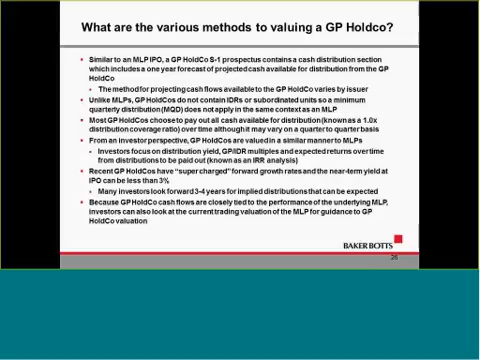 What are the various methods to valuing a GP Holdco?
Similar to an MLP IPO, a GP HoldCo S-1 prospectus contains a cash distribution section
which includes a one year forecast of projected cash available for distribution from the GP
HoldCo
The method for projecting cash flows available to the GP HoldCo varies by issuer
Unlike MLPs, GP HoldCos do not contain IDRs or subordinated units so a minimum
quarterly distribution (MQD) does not apply in the same context as an MLP
Most GP HoldCos choose to pay out all cash available for distribution (known as a 1.0x
distribution coverage ratio) over time although it may vary on a quarter to quarter basis
From an investor perspective, GP HoldCos are valued in a similar manner to MLPs
Investors focus on distribution yield, GP/IDR multiples and expected returns over time
from distributions to be paid out (known as an IRR analysis)
Recent GP HoldCos have “super charged” forward growth rates and the near-term yield at
IPO can be less than 3%
Many investors look forward 3-4 years for implied distributions that can be expected
Because GP HoldCo cash flows are closely tied to the performance of the underlying MLP,
investors can also look at the current trading valuation of the MLP for guidance to GP
HoldCo valuation
BAKER BOTTS
26